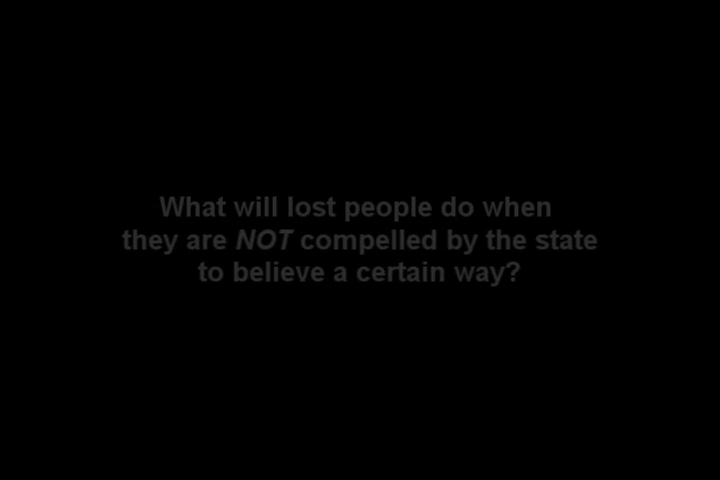 What will lost people do when
they are NOT compelled by the state
to believe a certain way?